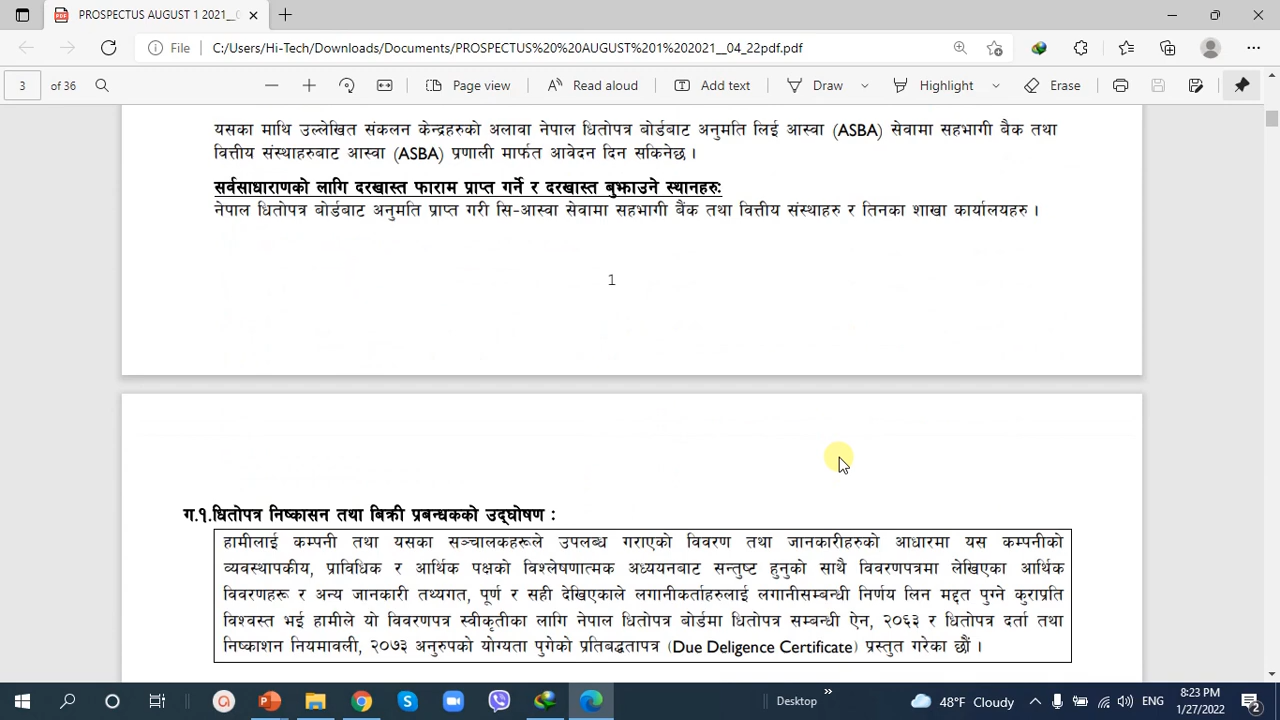 PROSPECTUS AUGUST 1 2021__0
File C:/Users/Hi-Tech/Downloads/Documents/PROSPECTUS%20%20AUGUST%201%202021__04_22pdf.pdf
3 of 36 Page view Read aloud Add text Draw Highlight Erase
यसका माथि उल्लेखित संकलन केन्द्रहरुको अलावा नेपाल धितोपत्र बोर्डबाट अनुमति लिई आस्वा (ASBA) सेवामा सहभागी बैक तथा
वित्तीय संस्थाहरुबाट आस्वा (ASBA) प्रणाली मार्फत आवेदन दिन सकिनेछ ।
सर्वसाधाराणको लागि दरखास्त फाराम प्राप्त गर्ने र दरखास्त बुझाउने स्थानहरु:
नेपाल धितोपत्र बोर्डबाट अनुमति प्राप्त गरी सि-आस्वा सेवामा सहभागी बैंक तथा वित्तीय संस्थाहरु र तिनका शाखा कार्यालयहरु ।
1
ग.१.धितोपत्र निष्कासन तथा बिक्री प्रबन्धकको उद्घोषण :
हामीलाई कम्पनी तथा यसका सञ्चालकहरूले उपलब्ध गराएको विवरण तथा जानकारीहरुको आधारमा यस कम्पनीको
व्यवस्थापकीय, प्राविधिक र आर्थिक पक्षको विश्लेषणात्मक अध्ययनबाट सन्तुष्ट हुनुको साथै विवरणपत्रमा लेखिएका आर्थिक
विवरणहरू र अन्य जानकारी तथ्यगत, पूर्ण र सही देखिएकाले लगानीकर्ताहरुलाई लगानीसम्बन्धी निर्णय लिन मद्दत पुग्ने कुराप्रति
विश्वस्त भई हामीले यो विवरणपत्र स्वीकृतीका लागि नेपाल धितोपत्र बोर्डमा धितोपत्र सम्बन्धी ऐन, २०६३ र धितोपत्र दर्ता तथा
निष्काशन नियमावली, २०७३ अनुरुपको योग्यता पुगेको प्रतिबद्धतापत्र (Due Deligence Certificate) प्रस्तुत गरेका छौं ।
Desktop 48°F Cloudy ENG 8:23 PM
1/27/2022 2